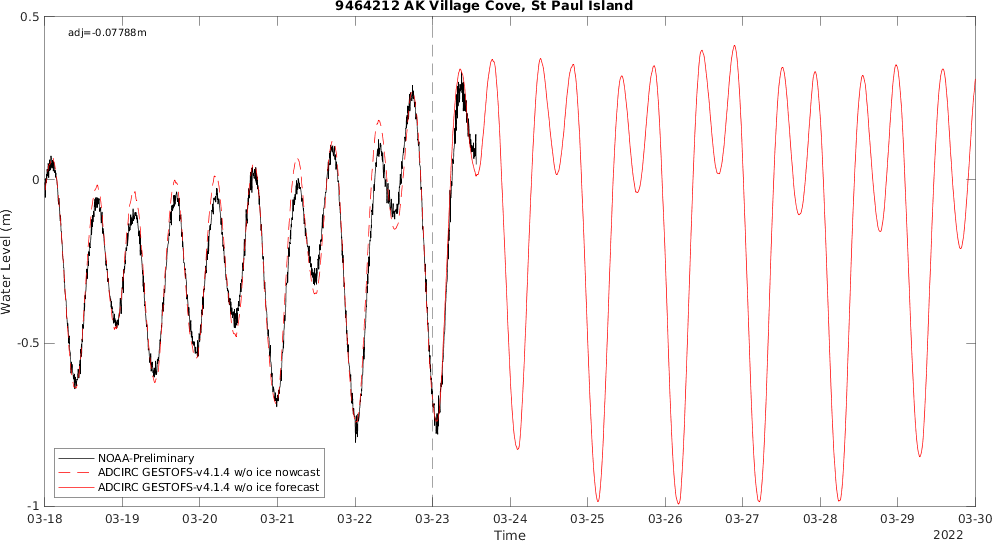 9464212 AK Village Cove, St Paul Island
adj=-0.07788m
0.5
0
-0.5
-1
Water Level (m)
NOAA-Preliminary
ADCIRC GESTOFS-v4.1.4 w/o ice nowcast
ADCIRC GESTOFS-v4.1.4 w/o ice forecast
03-18 03-19 03-20 03-21 03-22 03-23 03-24 03-25 03-26 03-27 03-28 03-29 03-30
Time
2022